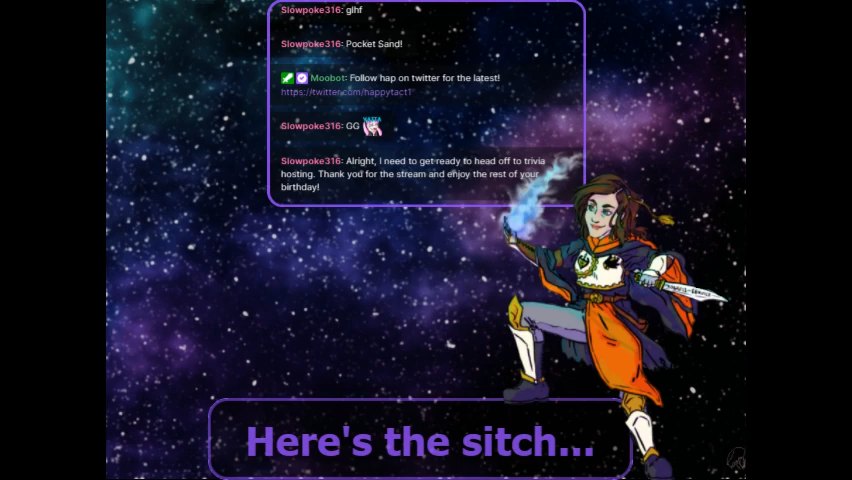 Slowpoke316: glhf
Slowpoke316: Pocket Sand!
Moobot: Follow hap on twitter for the latest!
https://twitter.com/happytact1
Slowpoke316: GG
Slowpoke316: Alright, I need to get ready to head off to trivia
hosting. Thank you for the stream and enjoy the rest of your
birthday!
Here's the sitch...